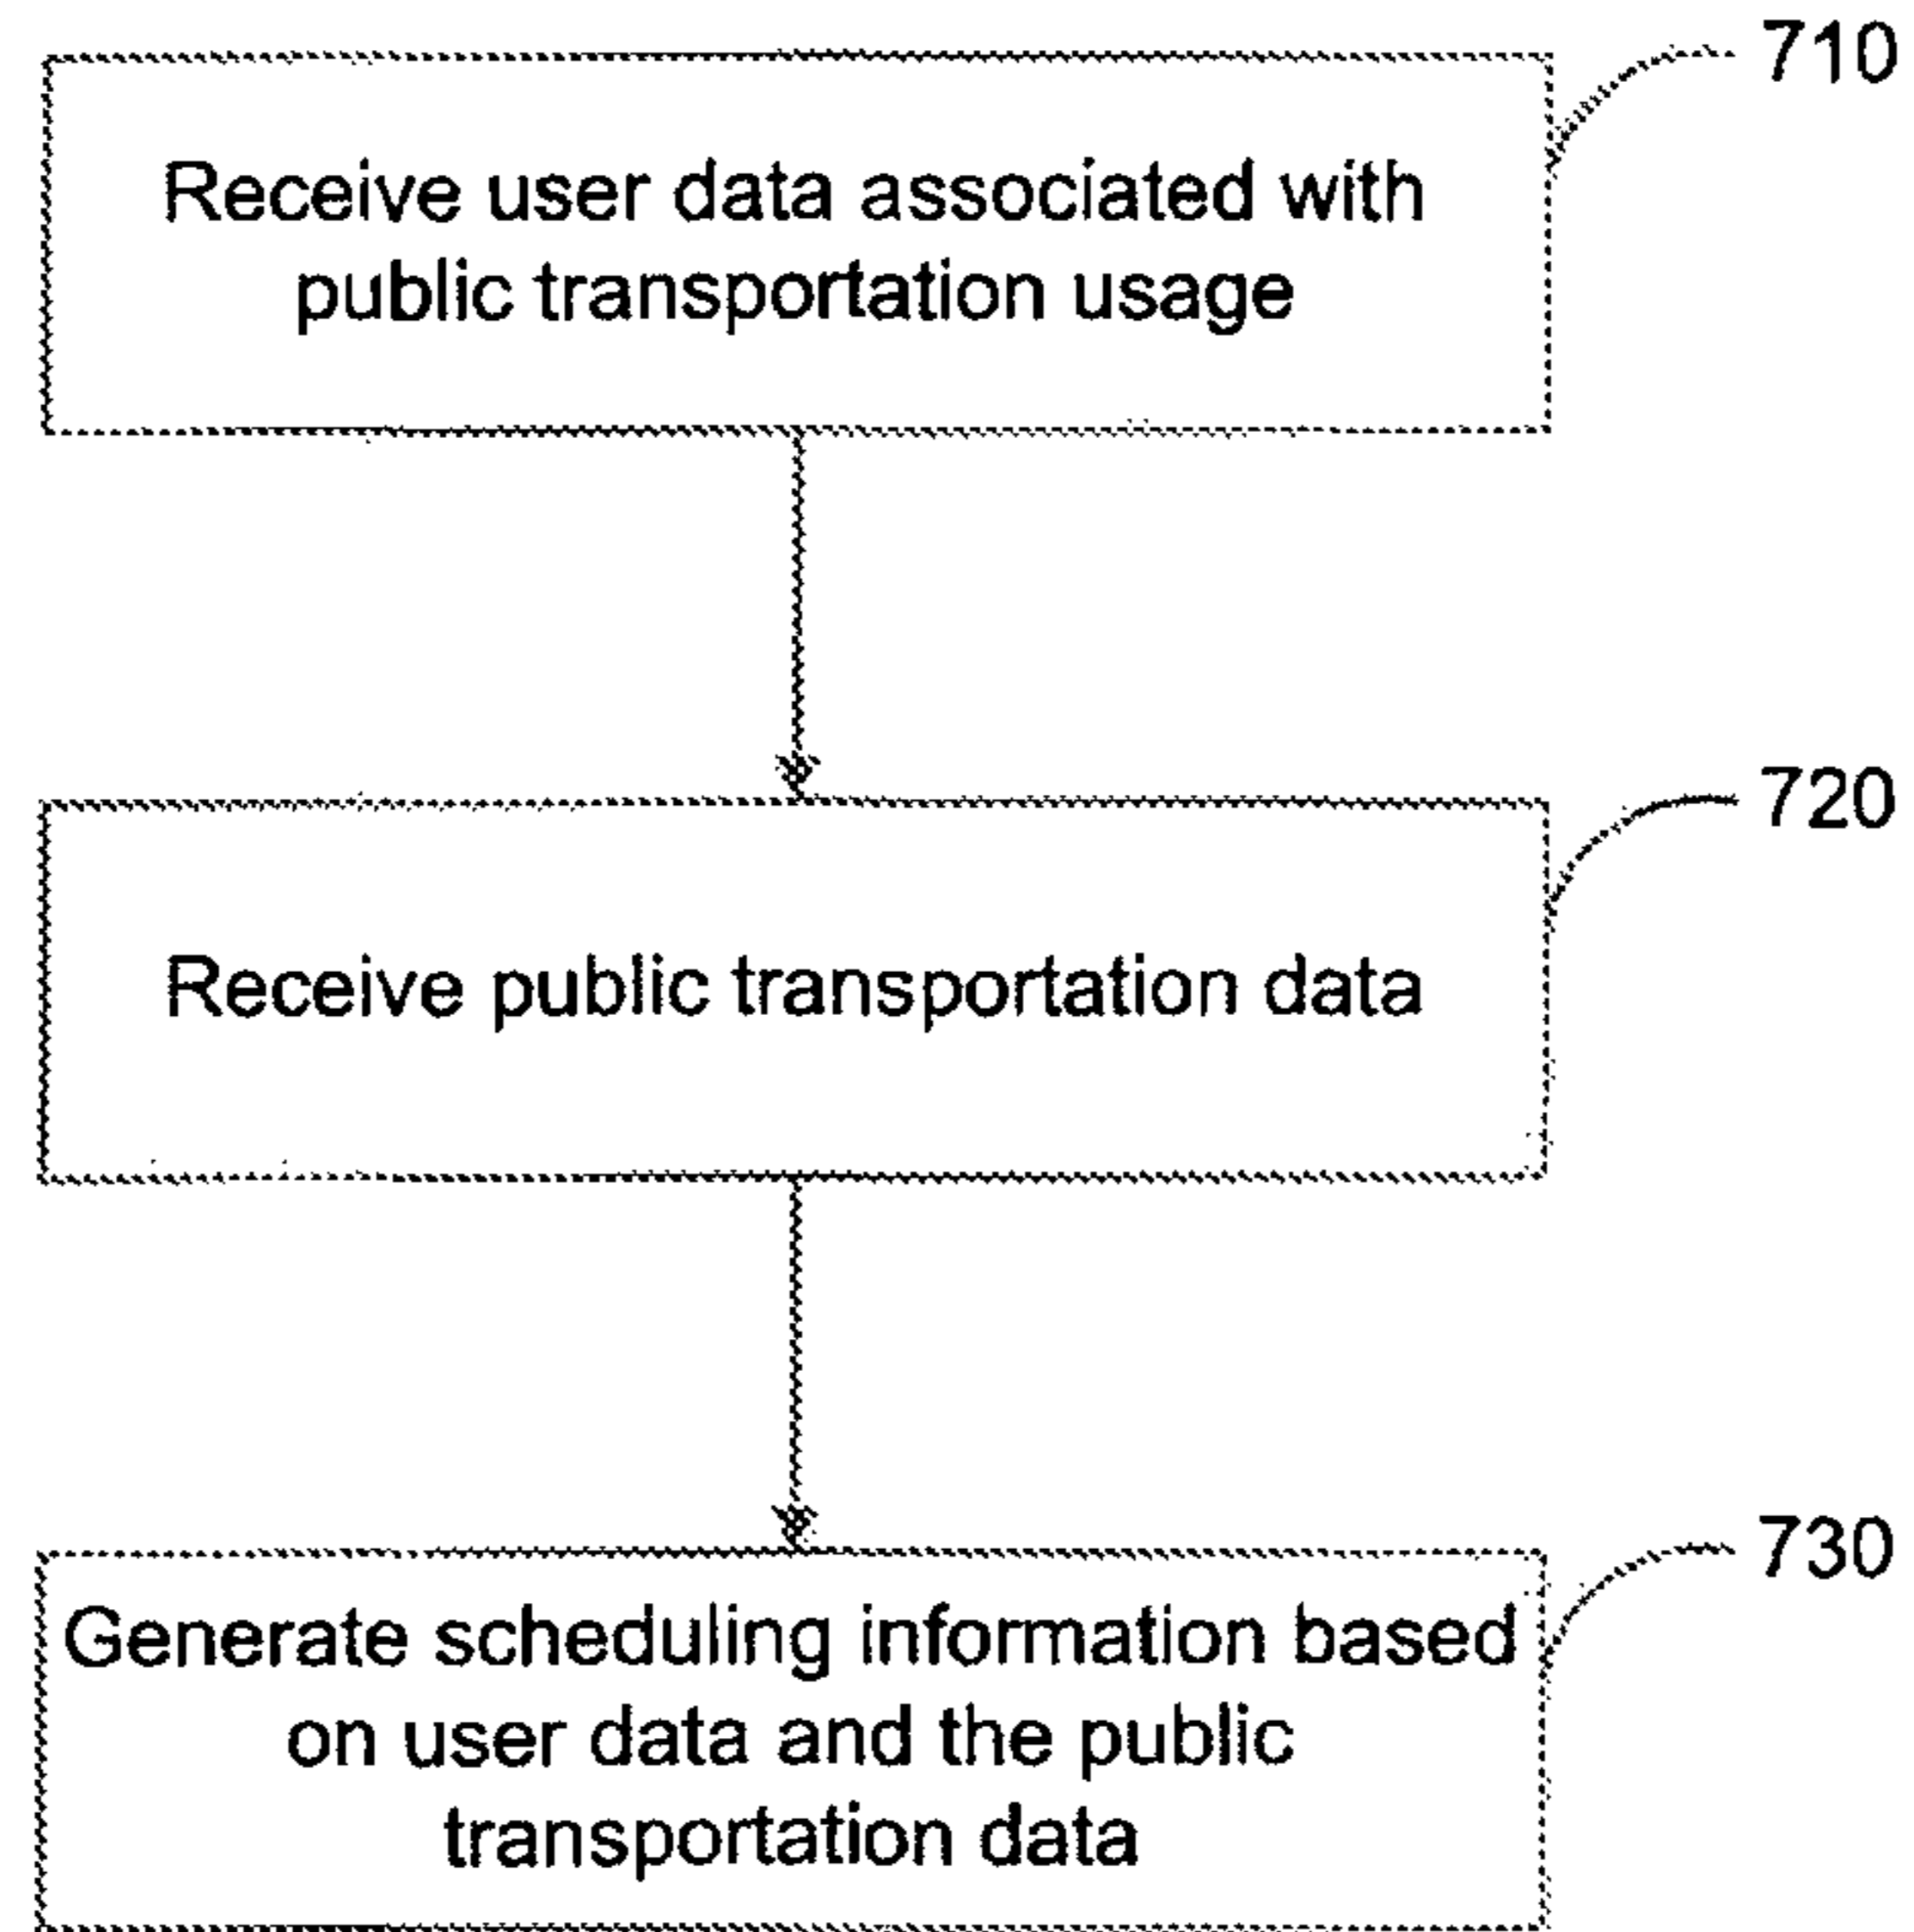 710
Receive user data associated with
public transportation usage
720
Receive public transportation data
730
Generate scheduling information based
on user data and the public
transportation data